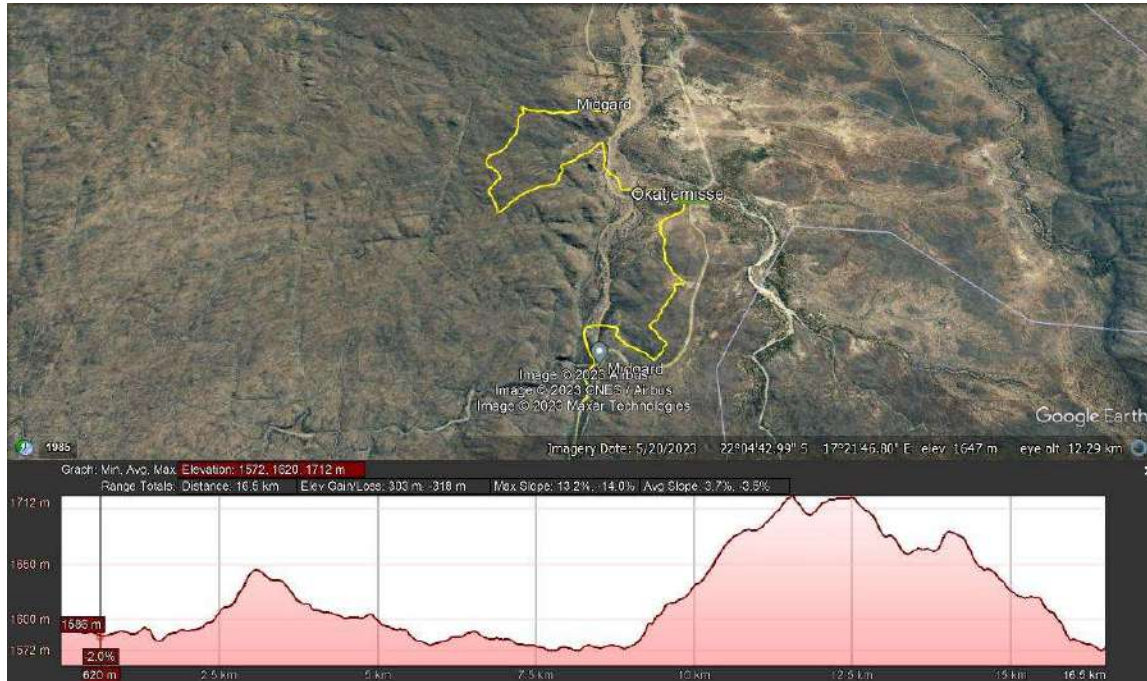 Midgard
Okatjemisse
Midgard
Image © 2023 Airbus
Image © 2023 CNES / Airbus
Image © 2023 Maxar Technologies
Google Earth
1985
Imagery Date: 5/20/2023 22°04'42.99" S 17°21'46.80" E elev 1647 m eye alt 12.29 km
Graph: Min, Avg, Max Elevation: 1572, 1620, 1712 m
Range Totals: Distance: 16.5 km Elev Gain/Loss: 303 m, -318 m Max Slope: 13.2%, -14.0% Avg Slope: 3.7%, -3.6%
1712 m
1650 m
1600 m
1586 m
1572 m
-2.0%
620 m 2.5 km 5 km 7.5 km 10 km 12.5 km 15 km 16.5 km